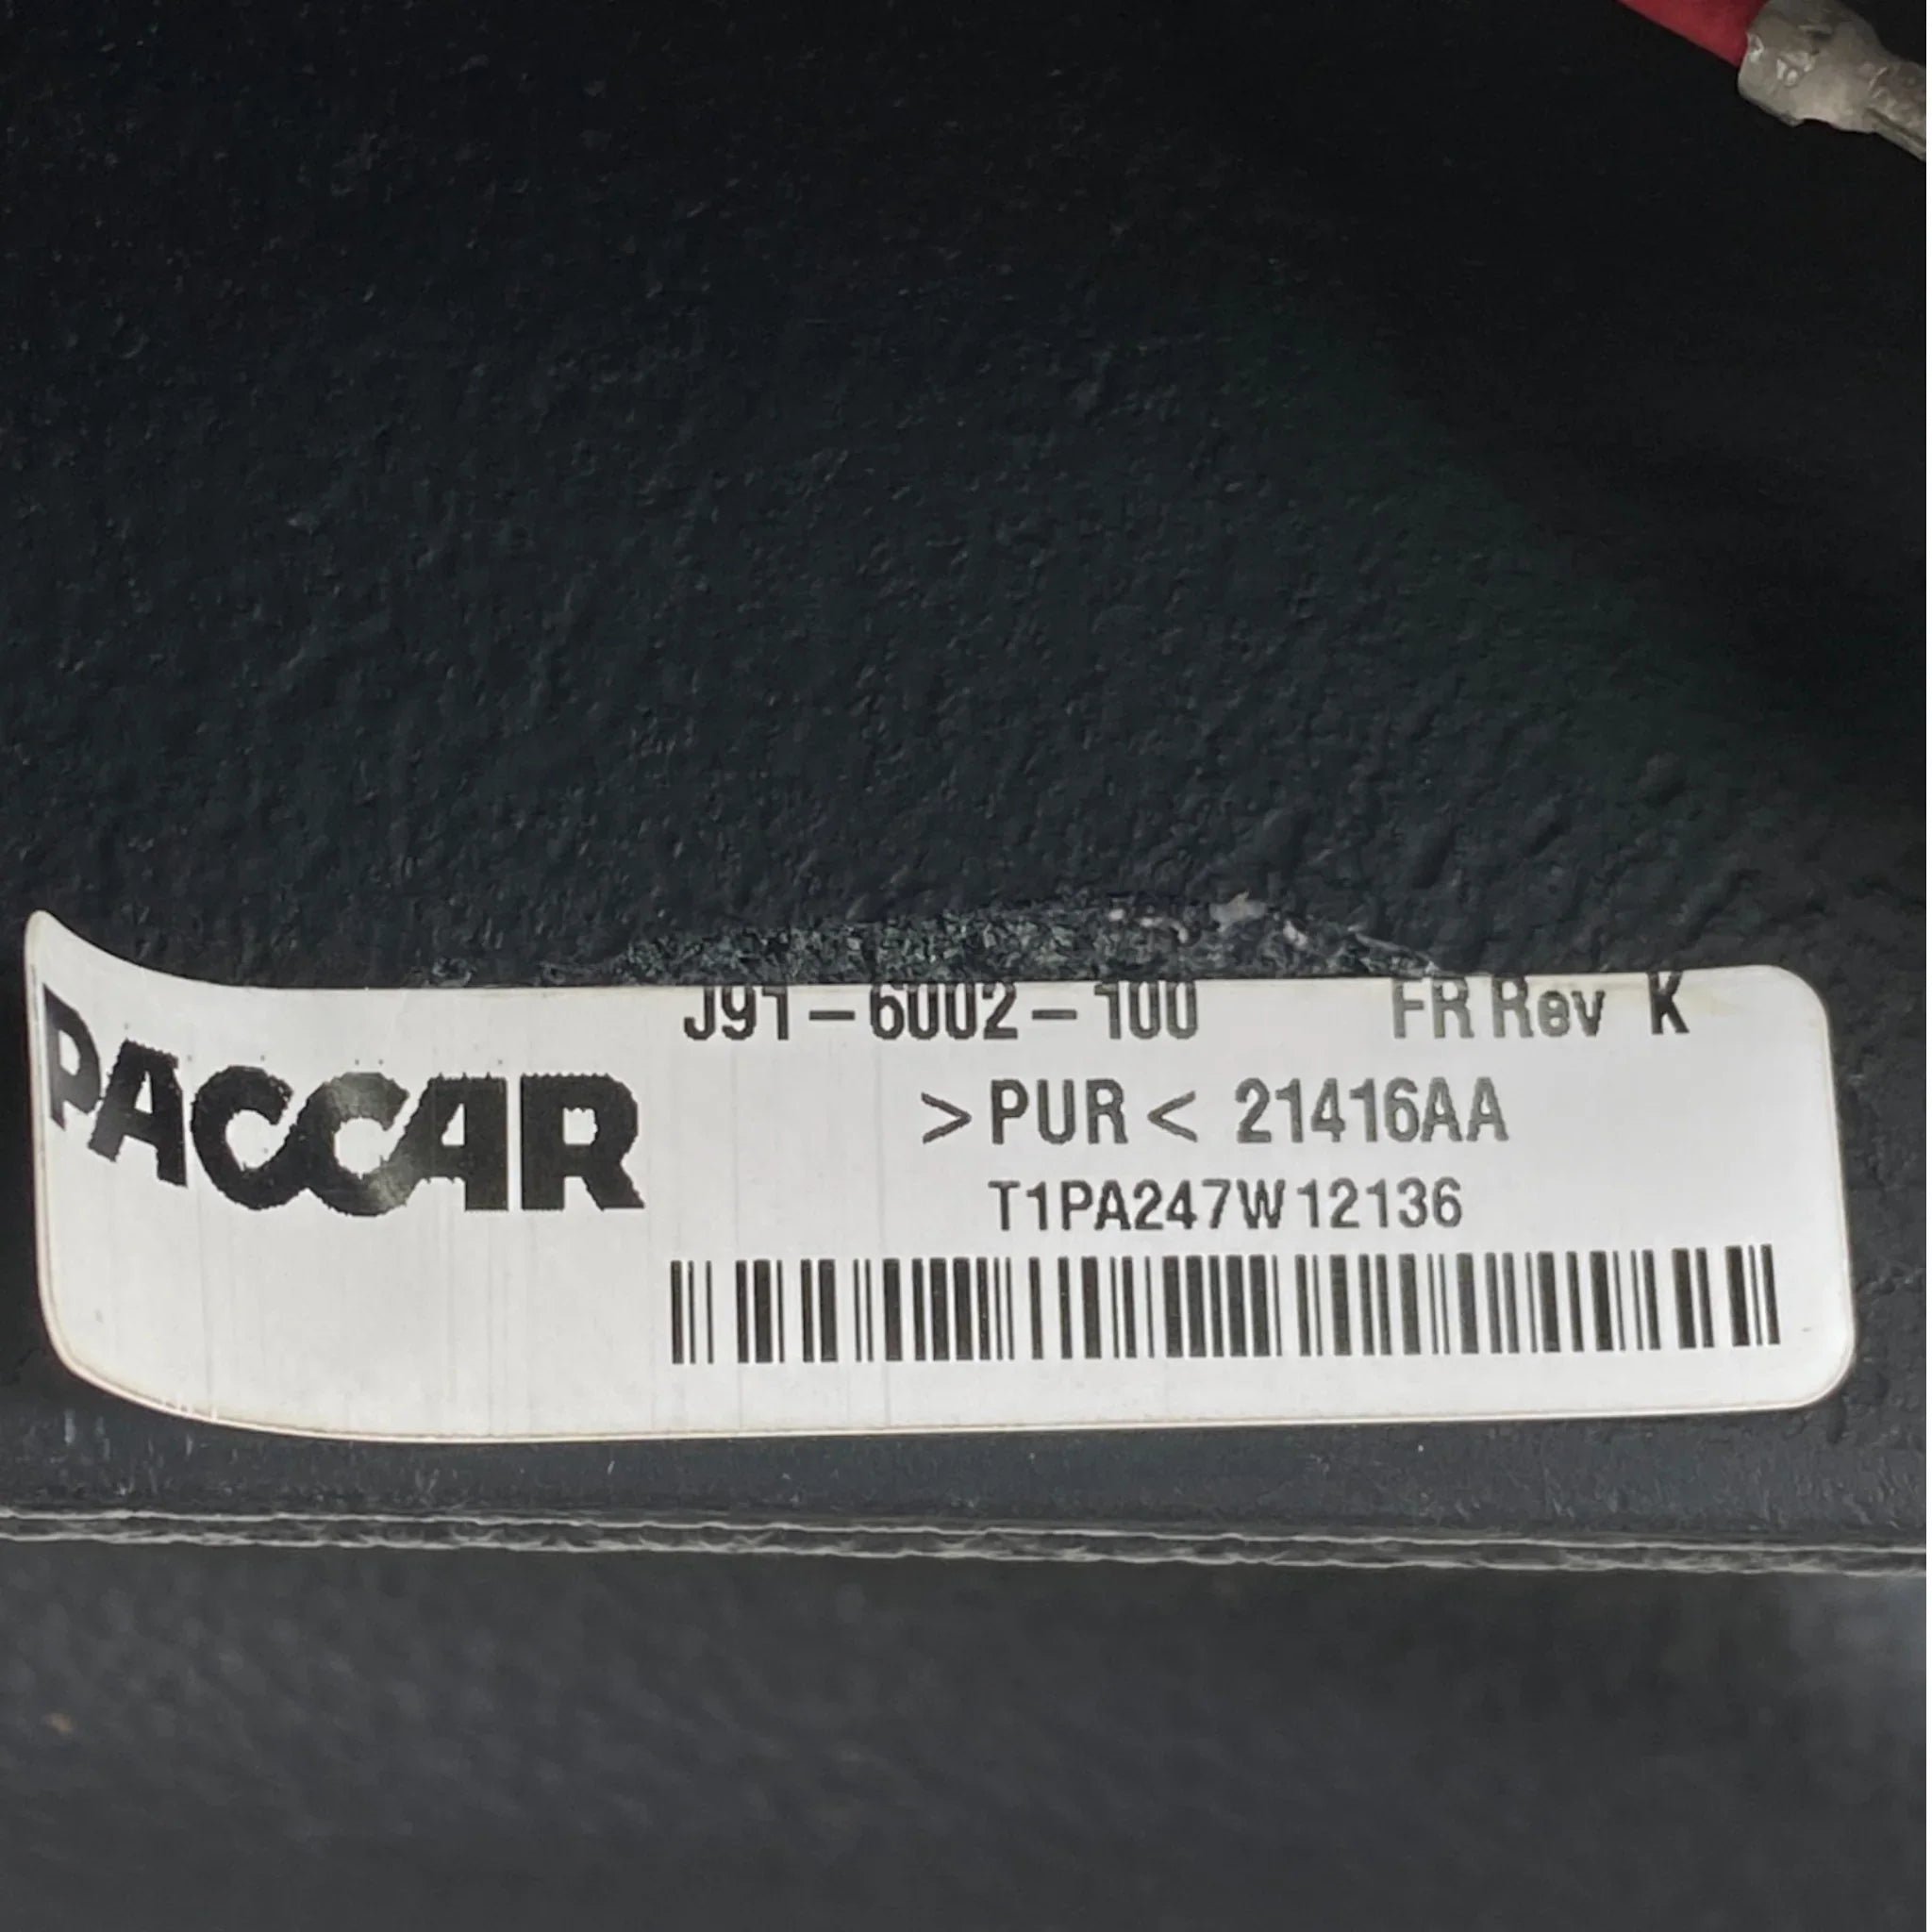 PACCAR
J91-6002-100 FR Rev K
>PUR< 21416AA
T1PA247W12136